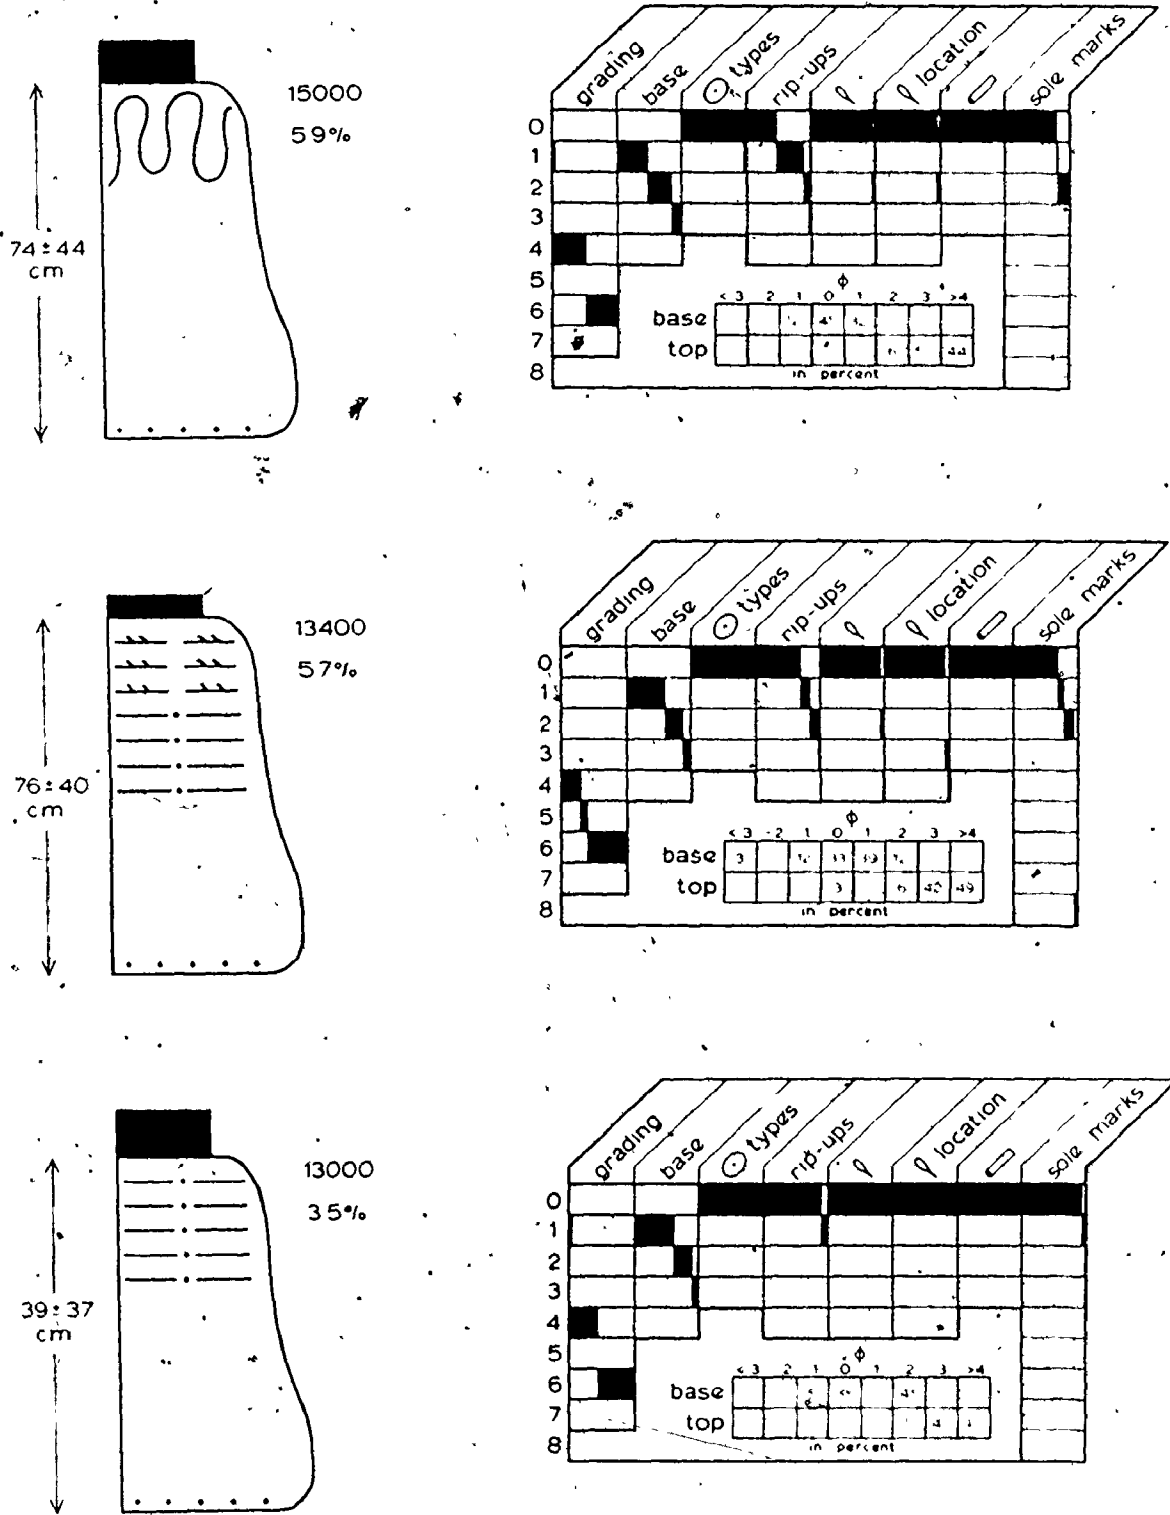 15000
59%
74±44
cm
grading base types rip-ups location sole marks
0
1
2
3
4
5
6
7
8
ø
<3 2 1 0 1 2 3 >4
base
top 44
in percent
13400
57%
76±40
cm
grading base types rip-ups location sole marks
0
1
2
3
4
5
6
7
8
ø
<3 -2 1 0 1 2 3 >4
base 3 33 39
top 3 6 42 49
in percent
13000
35%
39±37
cm
grading base types rip-ups location sole marks
0
1
2
3
4
5
6
7
8
ø
<3 2 1 0 1 2 3 >4
base
top 4
in percent